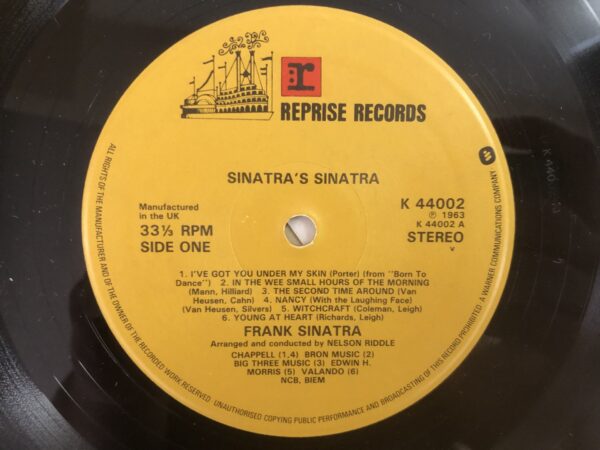 r
REPRISE RECORDS
SINATRA'S SINATRA
Manufactured
in the UK
33⅓ RPM
SIDE ONE
K 44002
Ⓟ 1963
K 44002 A
STEREO
v
1. I'VE GOT YOU UNDER MY SKIN (Porter) (from "Born To
Dance") 2. IN THE WEE SMALL HOURS OF THE MORNING
(Mann, Hilliard) 3. THE SECOND TIME AROUND (Van
Heusen, Cahn) 4. NANCY (With the Laughing Face)
(Van Heusen, Silvers) 5. WITCHCRAFT (Coleman, Leigh)
6. YOUNG AT HEART (Richards, Leigh)
FRANK SINATRA
Arranged and conducted by NELSON RIDDLE
CHAPPELL (1,4) BRON MUSIC (2)
BIG THREE MUSIC (3) EDWIN H.
MORRIS (5) VALANDO (6)
NCB, BIEM
ALL RIGHTS OF THE MANUFACTURER AND OF THE OWNER OF THE RECORDED WORK RESERVED. UNAUTHORISED COPYING PUBLIC PERFORMANCE AND BROADCASTING OF THIS RECORD PROHIBITED. A WARNER COMMUNICATIONS COMPANY